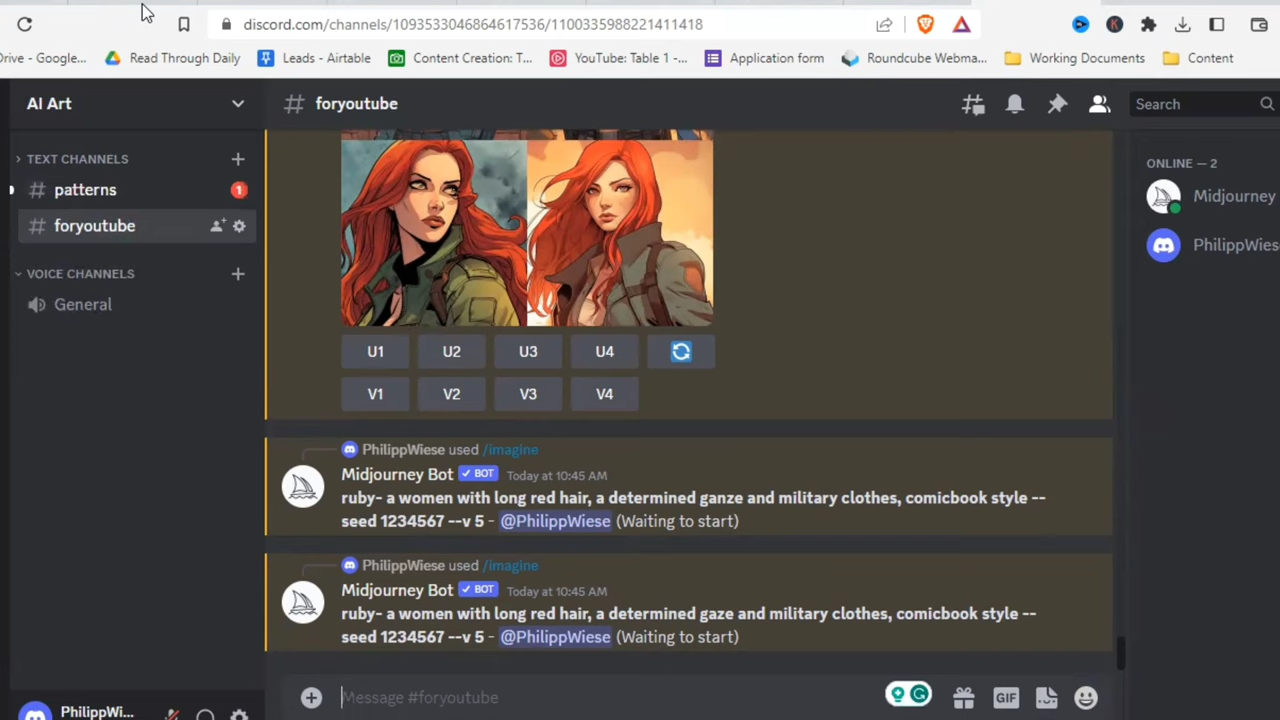 discord.com/channels/1093533046864617536/1100335988221411418
Drive - Google...
Read Through Daily
Leads - Airtable
Content Creation: T...
YouTube: Table 1 -...
Application form
Roundcube Webma...
Working Documents
Content
AI Art
foryoutube
Search
TEXT CHANNELS
patterns
1
foryoutube
VOICE CHANNELS
General
ONLINE — 2
Midjourney
PhilippWies
U1 U2 U3 U4
V1 V2 V3 V4
PhilippWiese used /imagine
Midjourney Bot ✓ BOT Today at 10:45 AM
ruby- a women with long red hair, a determined ganze and military clothes, comicbook style --
seed 1234567 --v 5 - @PhilippWiese (Waiting to start)
PhilippWiese used /imagine
Midjourney Bot ✓ BOT Today at 10:45 AM
ruby- a women with long red hair, a determined gaze and military clothes, comicbook style --
seed 1234567 --v 5 - @PhilippWiese (Waiting to start)
Message #foryoutube
GIF
PhilippWi...